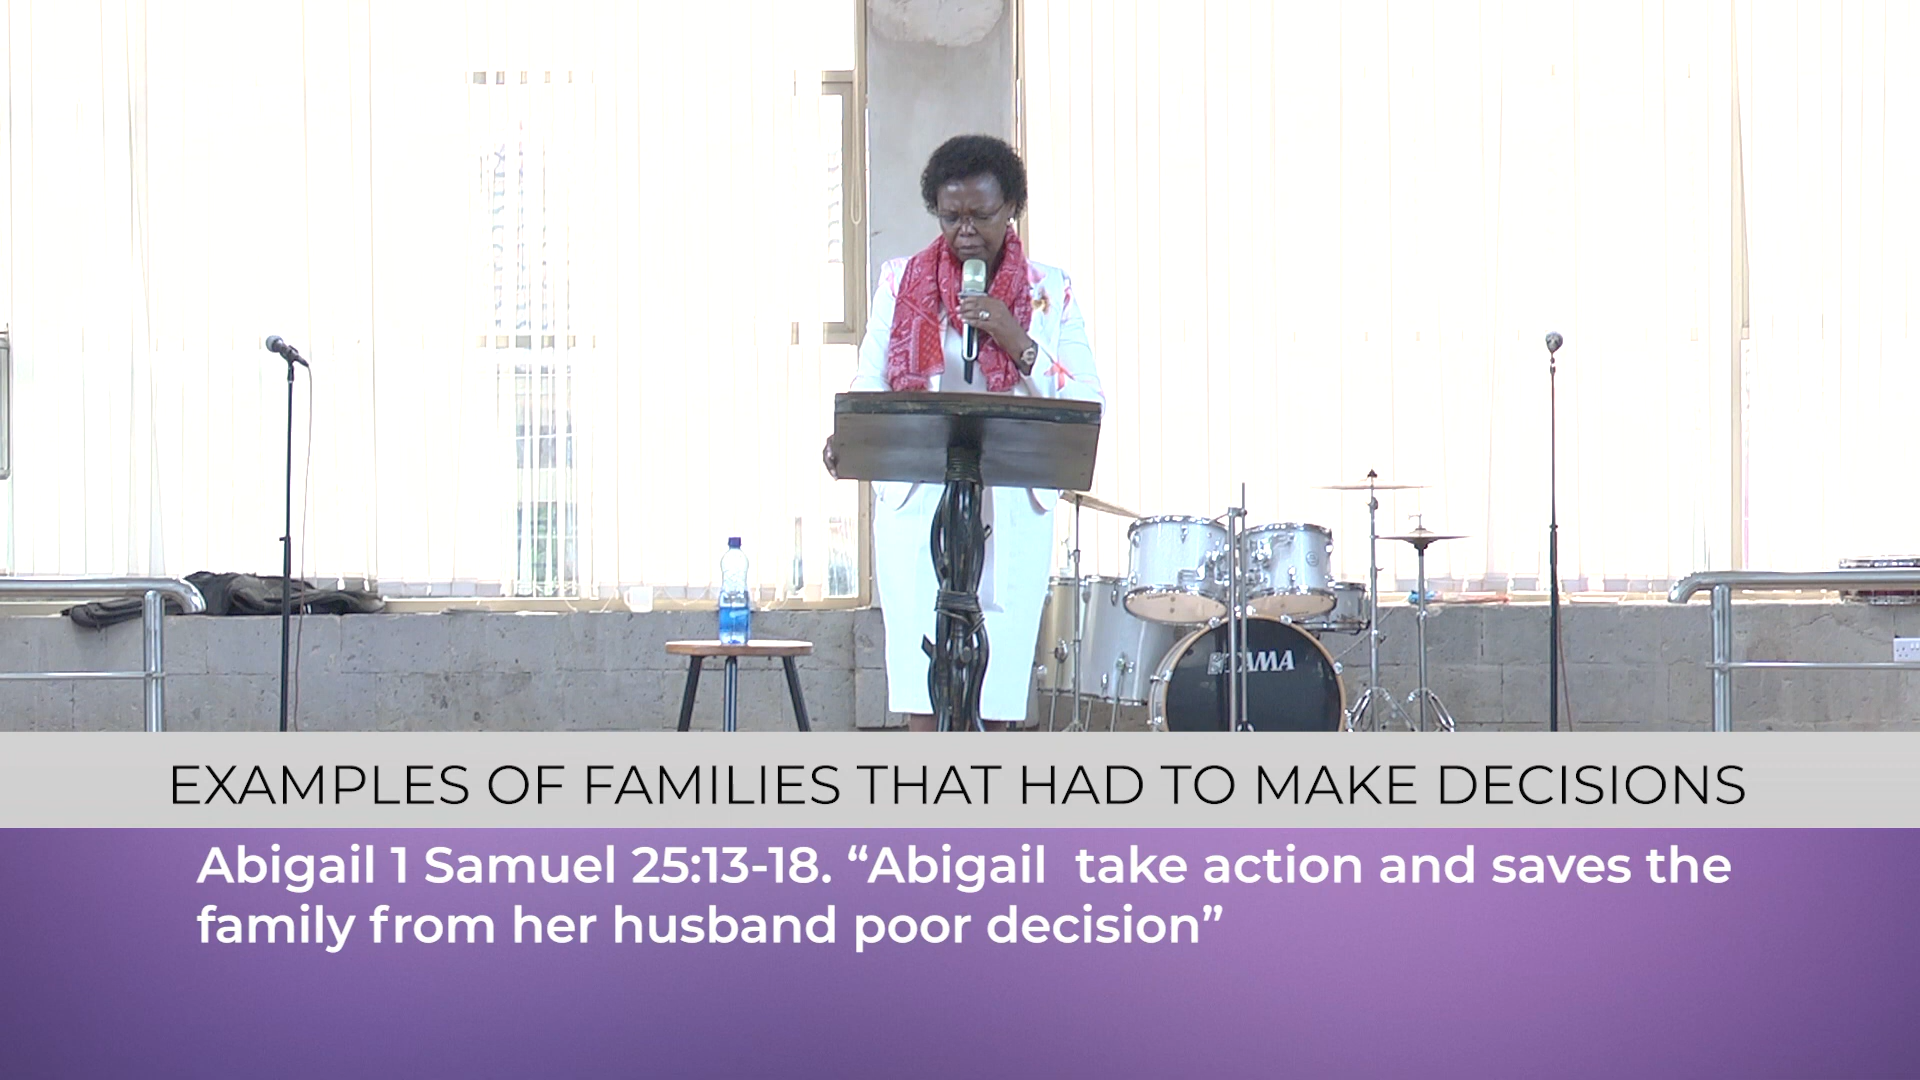 TAMA
EXAMPLES OF FAMILIES THAT HAD TO MAKE DECISIONS
Abigail 1 Samuel 25:13-18. “Abigail  take action and saves the
family from her husband poor decision”